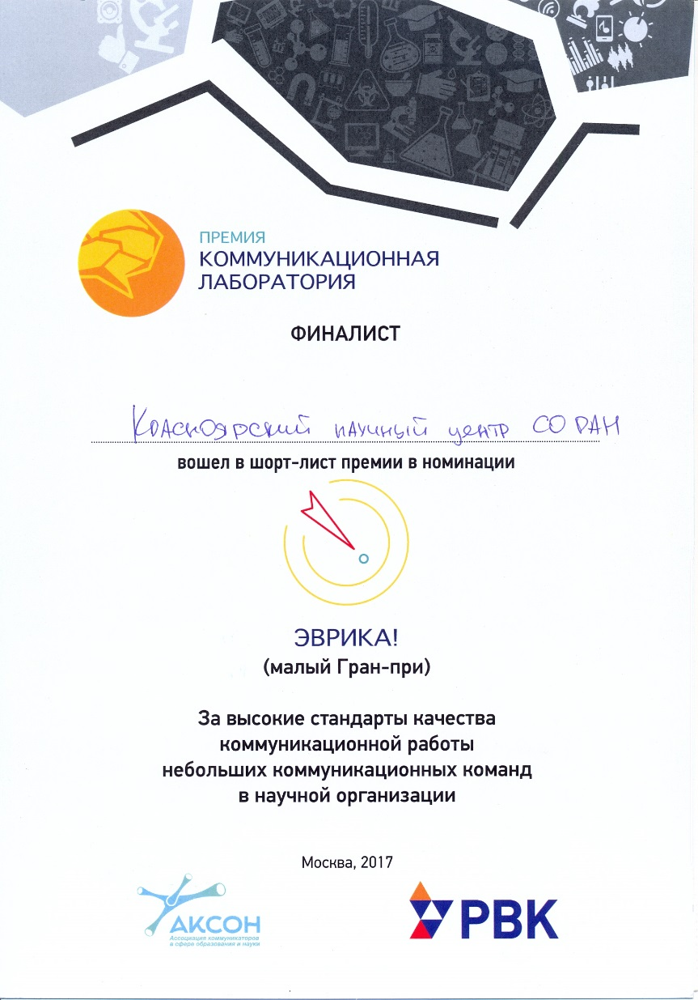 ПРЕМИЯ
КОММУНИКАЦИОННАЯ
ЛАБОРАТОРИЯ
ФИНАЛИСТ
Красноярский научный центр СО РАН
вошел в шорт-лист премии в номинации
ЭВРИКА!
(малый Гран-при)
За высокие стандарты качества
коммуникационной работы
небольших коммуникационных команд
в научной организации
Москва, 2017
АКСОН
Ассоциация коммуникаторов
в сфере образования и науки
РВК